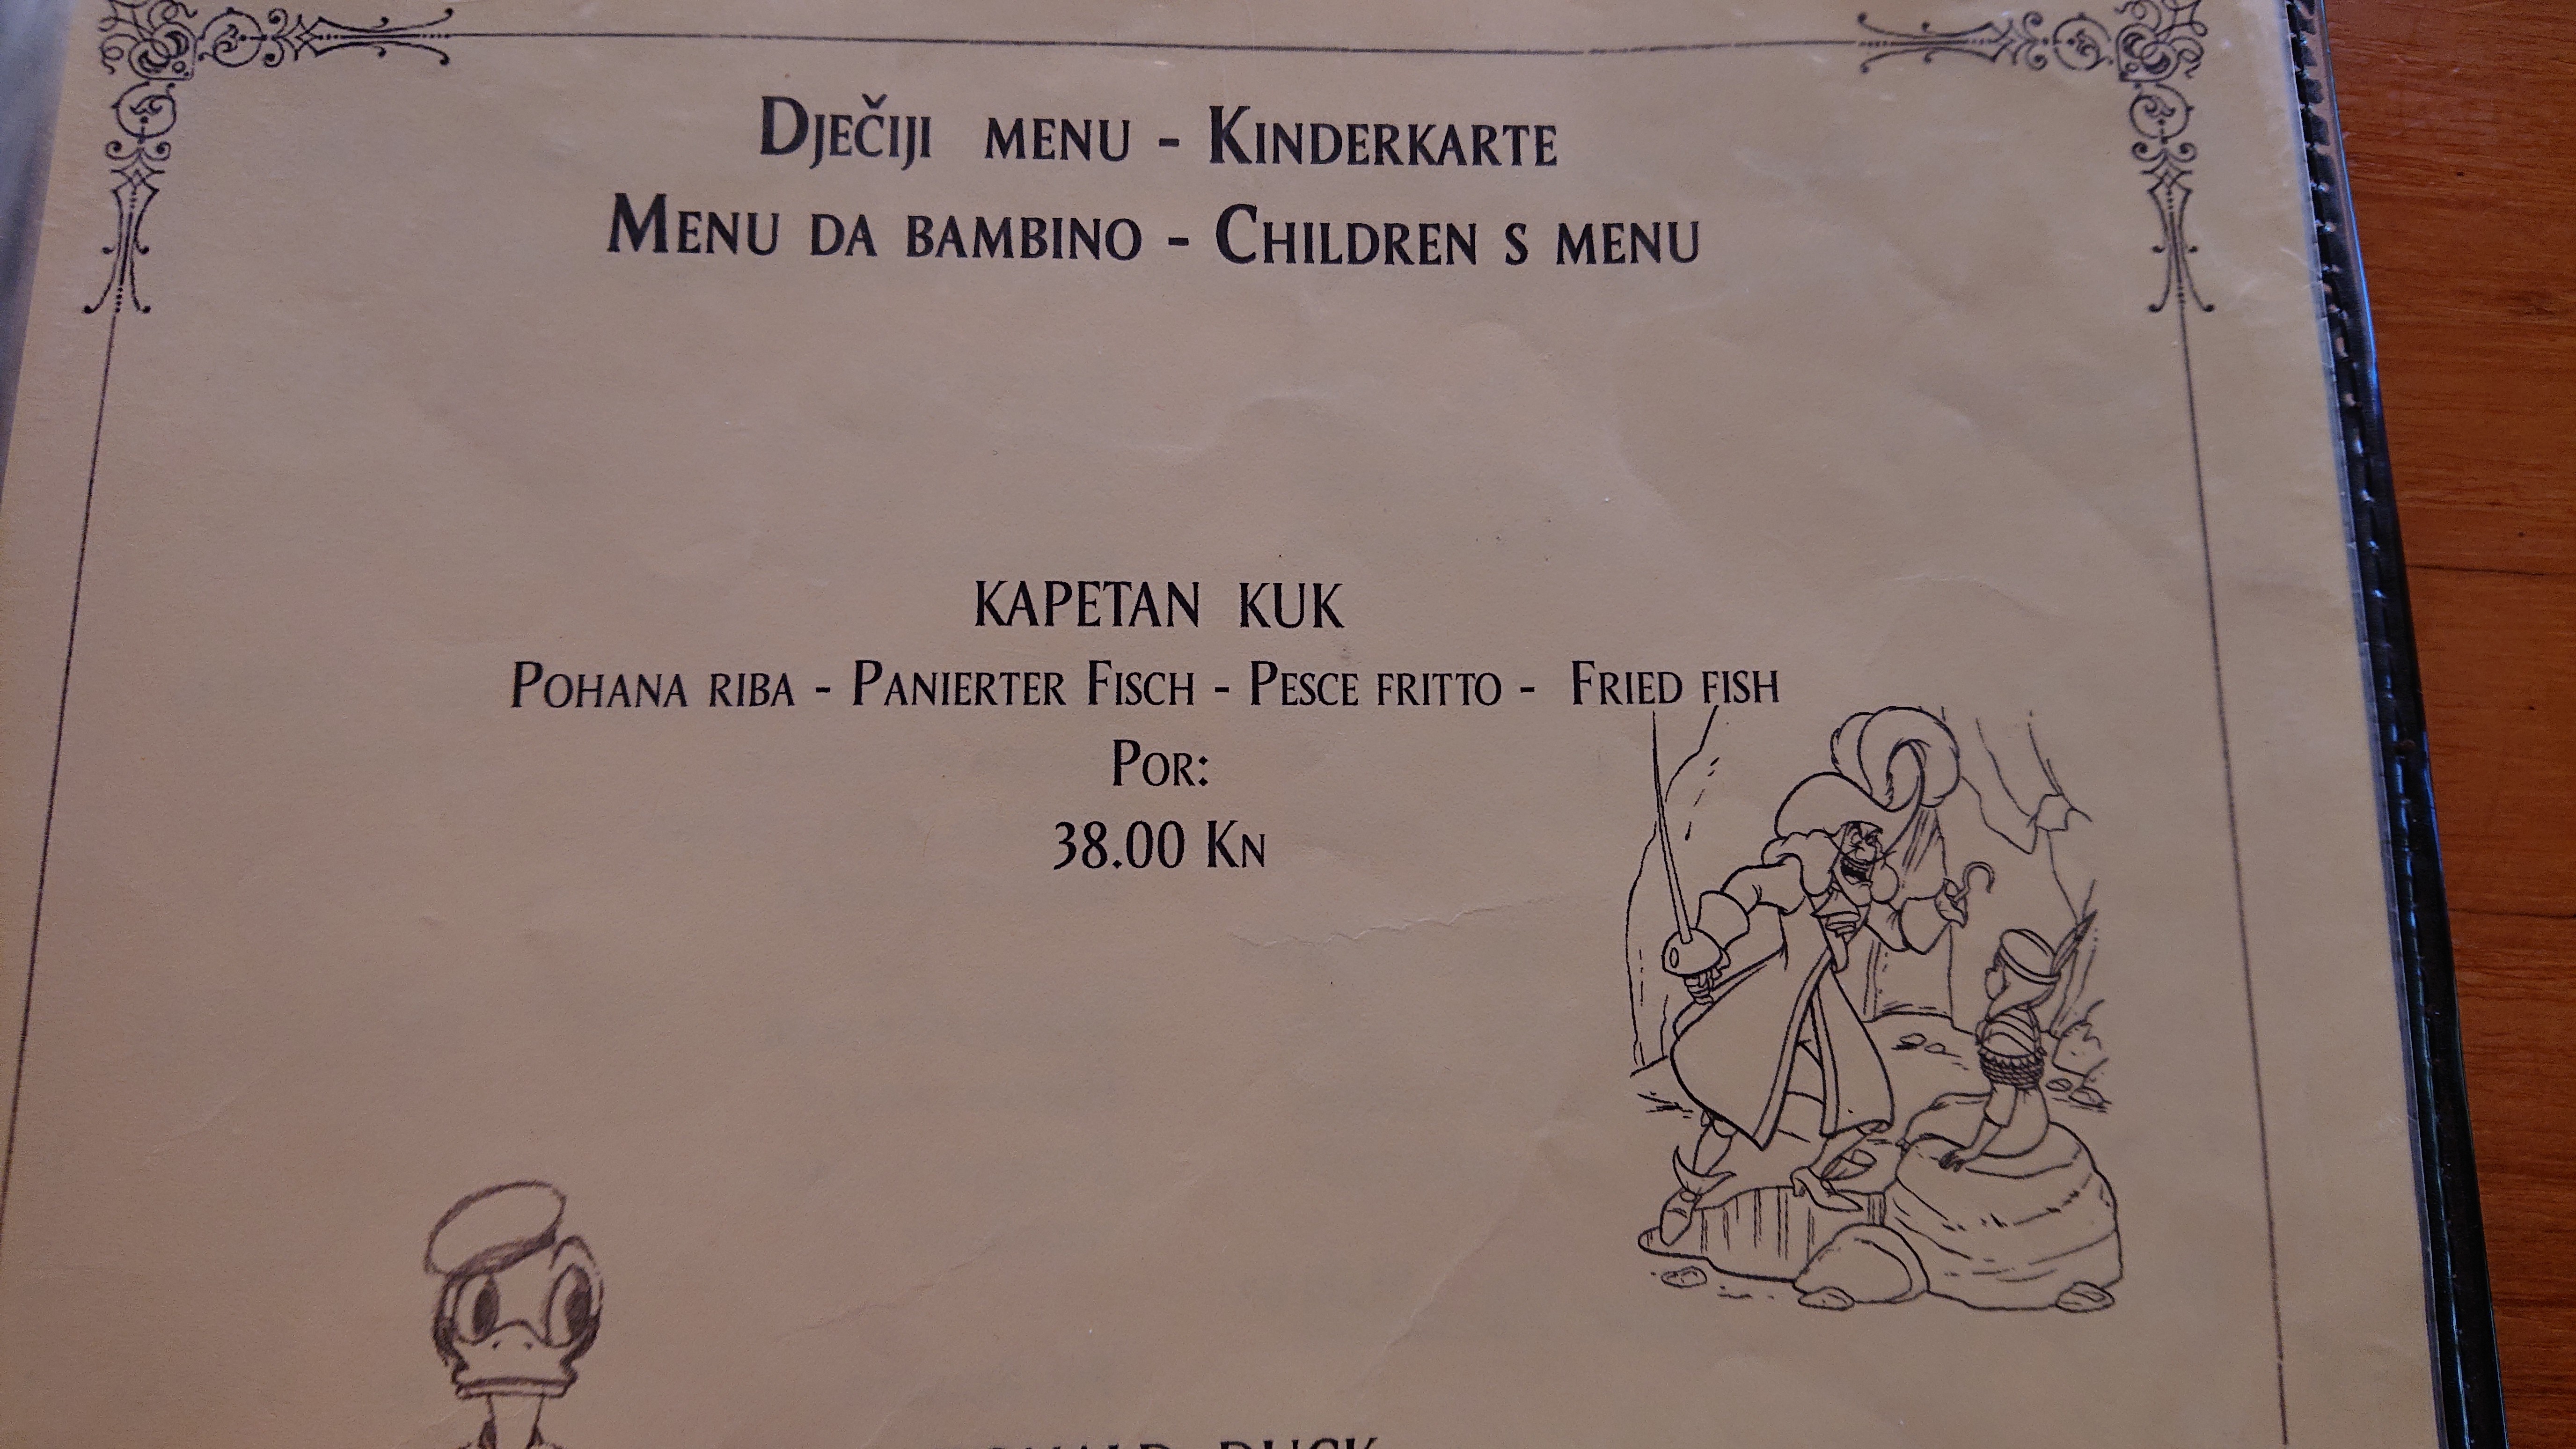 Dječiji menu - Kinderkarte
Menu da bambino - Children s menu
KAPETAN KUK
Pohana riba - Panierter Fisch - Pesce fritto - Fried fish
Por:
38.00 Kn